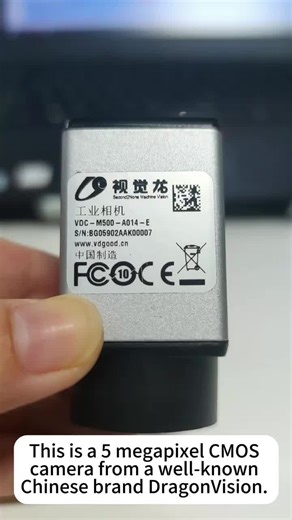 视觉龙
SecondDNone Machine Vision
工业相机
VDC-M500-A014-E
S/N:BG05902AAK00007
www.vdgood.cn
中国制造
FC 10 CE
This is a 5 megapixel CMOS
camera from a well-known
Chinese brand DragonVision.